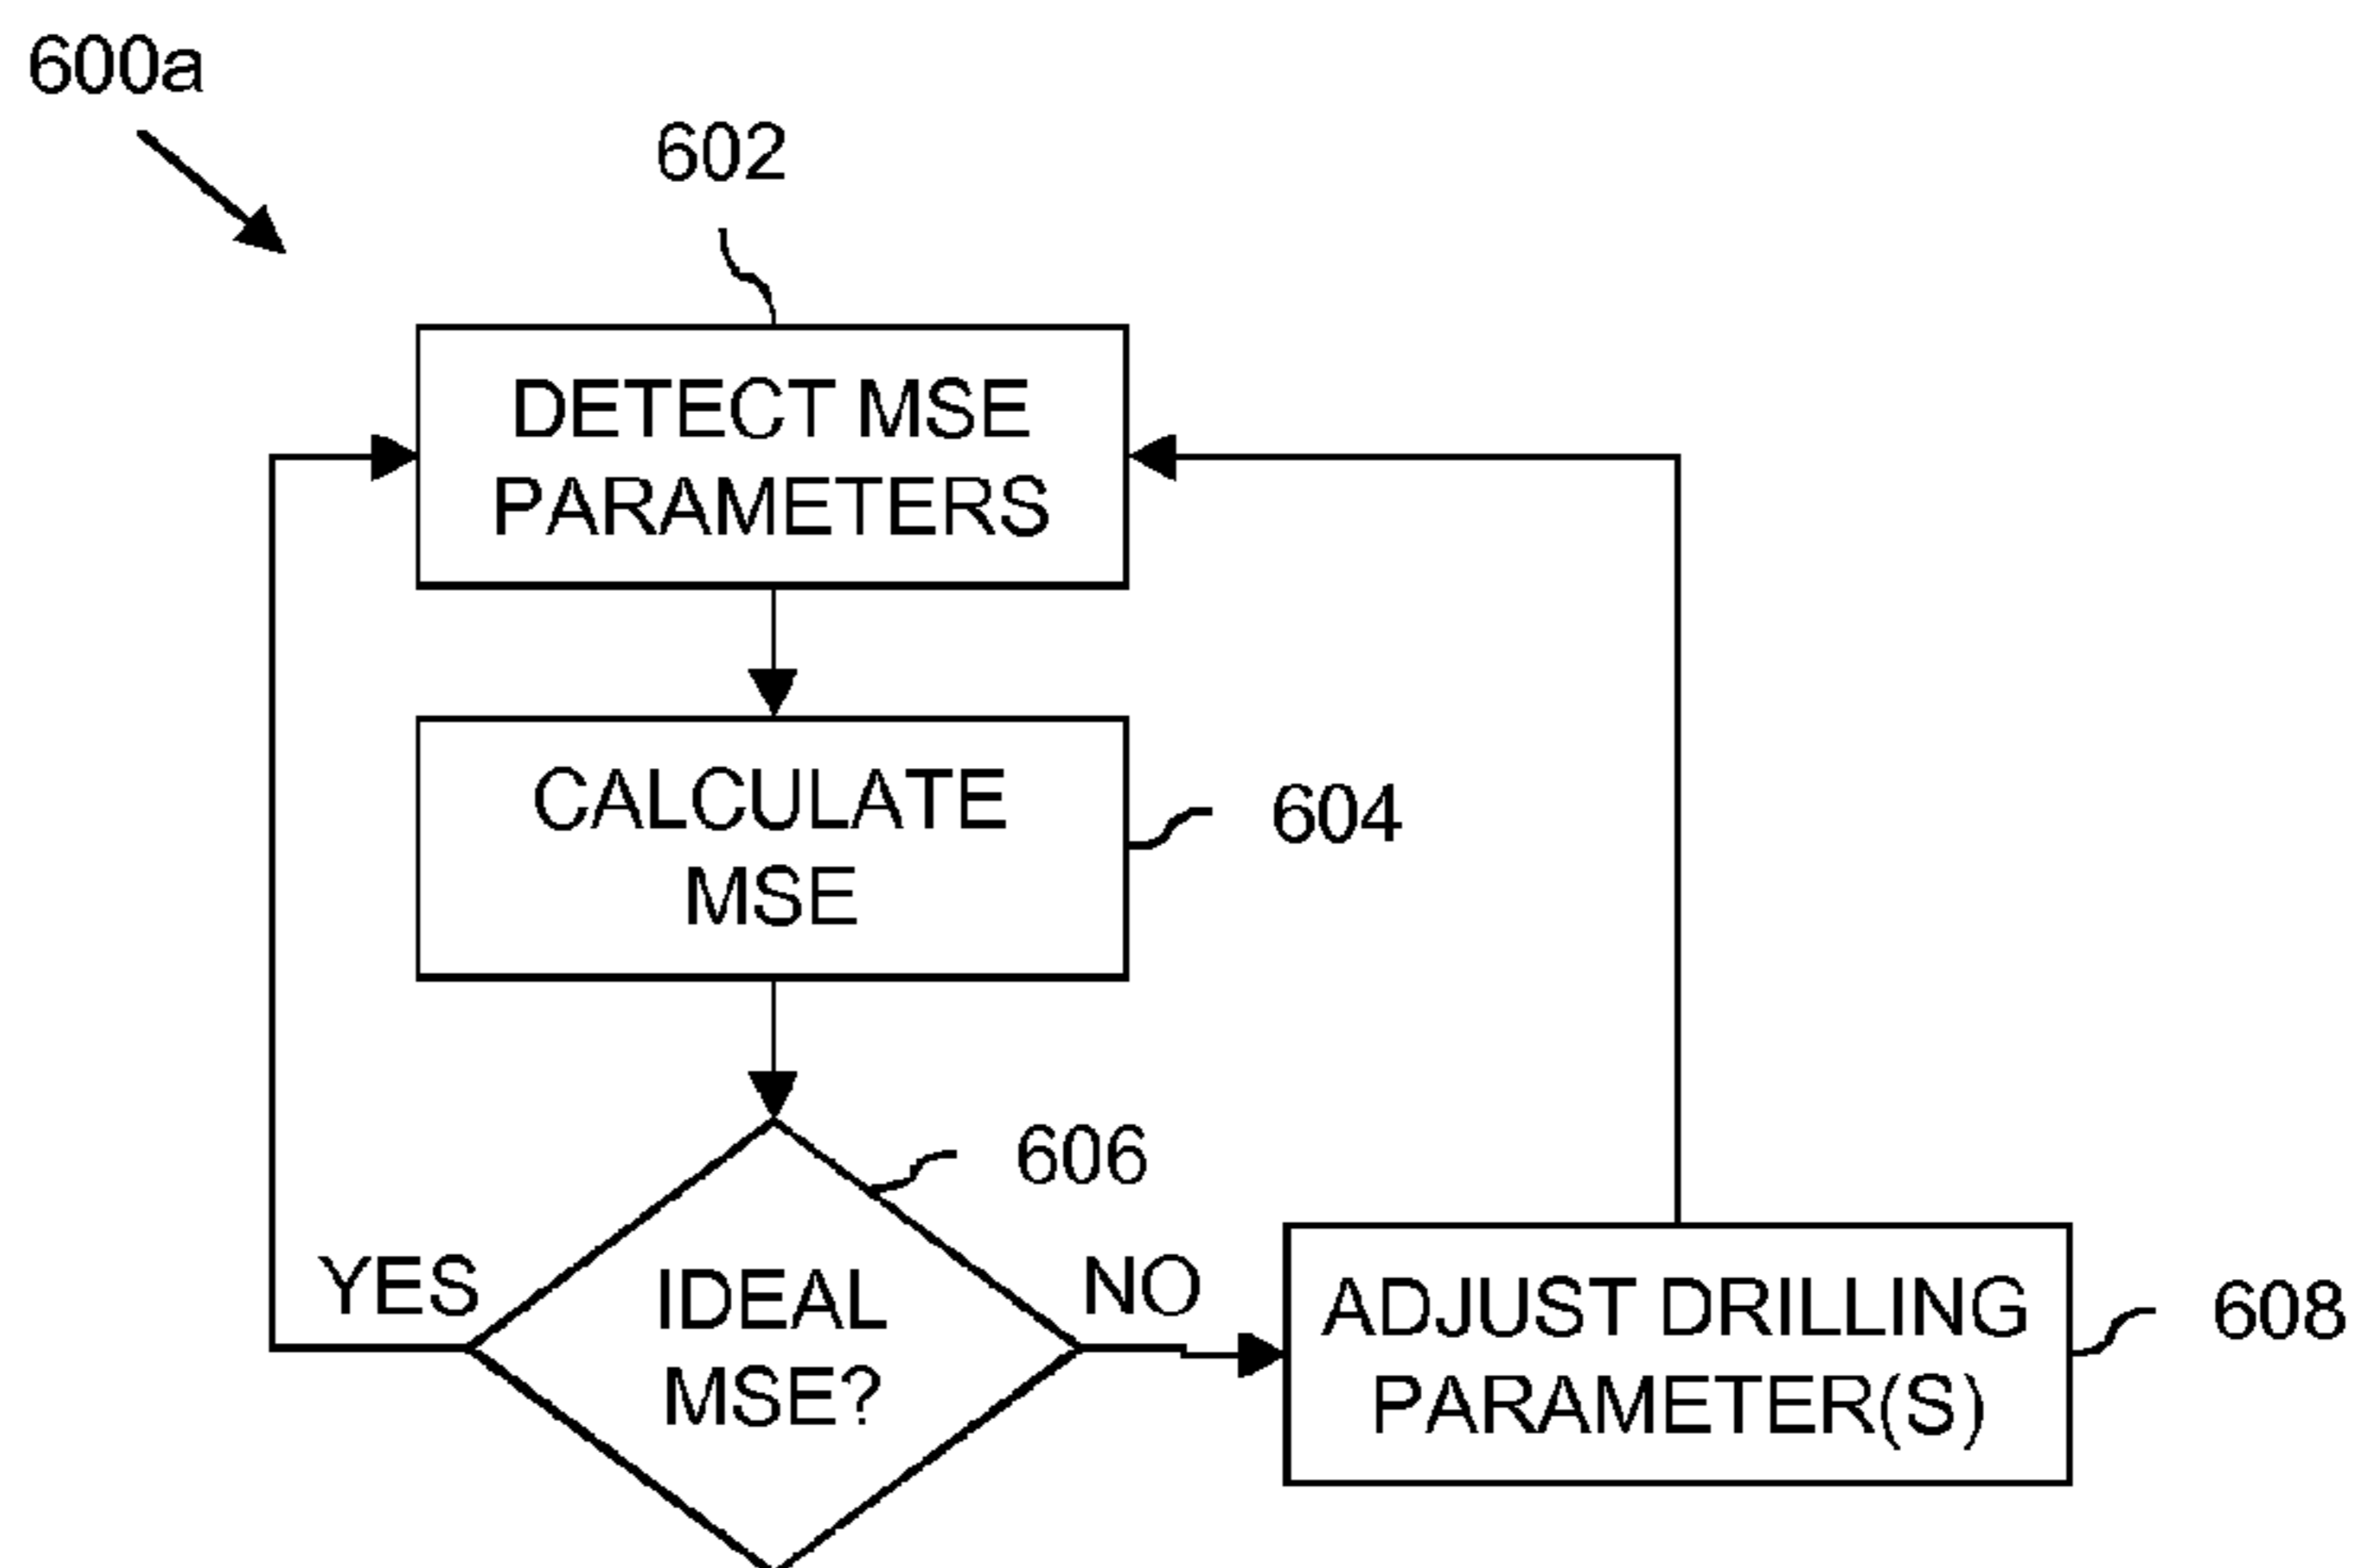 600a
602
DETECT MSE
PARAMETERS
CALCULATE
MSE
604
606
YES
IDEAL
MSE?
NO
ADJUST DRILLING
PARAMETER(S)
608